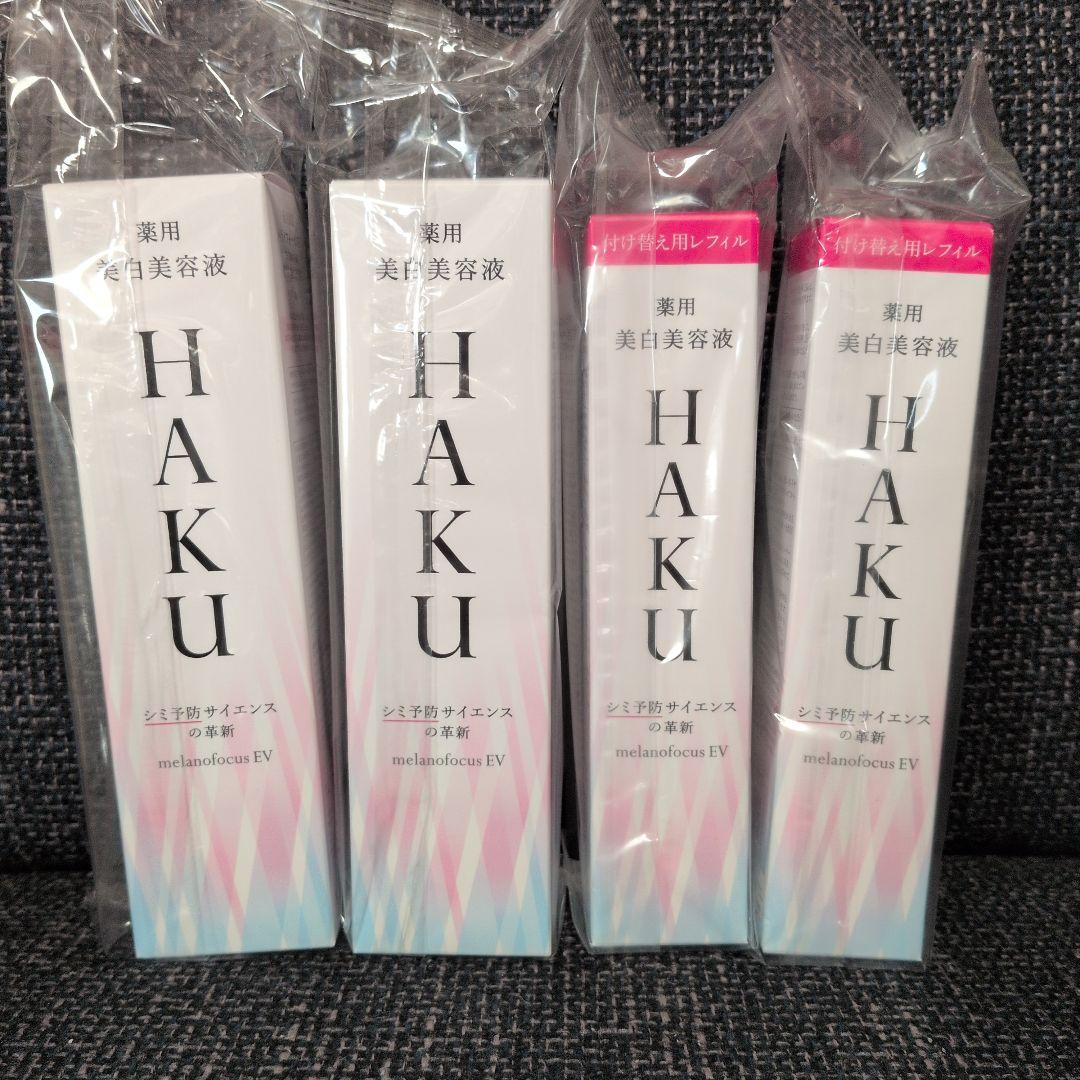 薬用
美白美容液
HAKU
シミ予防サイエンス
の革新
melanofocus EV
薬用
美白美容液
HAKU
シミ予防サイエンス
の革新
melanofocus EV
付け替え用レフィル
薬用
美白美容液
HAKU
シミ予防サイエンス
の革新
melanofocus EV
付け替え用レフィル
薬用
美白美容液
HAKU
シミ予防サイエンス
の革新
melanofocus EV